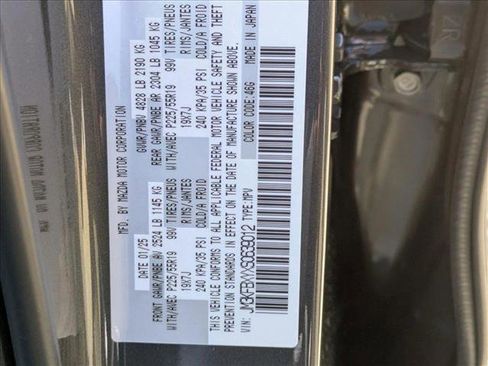 MFD. BY MAZDA MOTOR CORPORATION
DATE: 01/25 GVWR/PNBV 4828 LB 2190 KG
FRONT GAWR/PNBE AV 2524 LB 1145 KG REAR GAWR/PNBE AR 2304 LB 1045 KG
WITH/AVEC P225/55R19 99V TIRES/PNEUS WITH/AVEC P225/55R19 99V TIRES/PNEUS
19X7J RIMS/JANTES 19X7J RIMS/JANTES
240 KPA/35 PSI COLD/A FROID 240 KPA/35 PSI COLD/A FROID
THIS VEHICLE CONFORMS TO ALL APPLICABLE FEDERAL MOTOR VEHICLE SAFETY AND THEFT
PREVENTION STANDARDS IN EFFECT ON THE DATE OF MANUFACTURE SHOWN ABOVE.
VIN: TYPE: MPV COLOR CODE: 46G MADE IN JAPAN